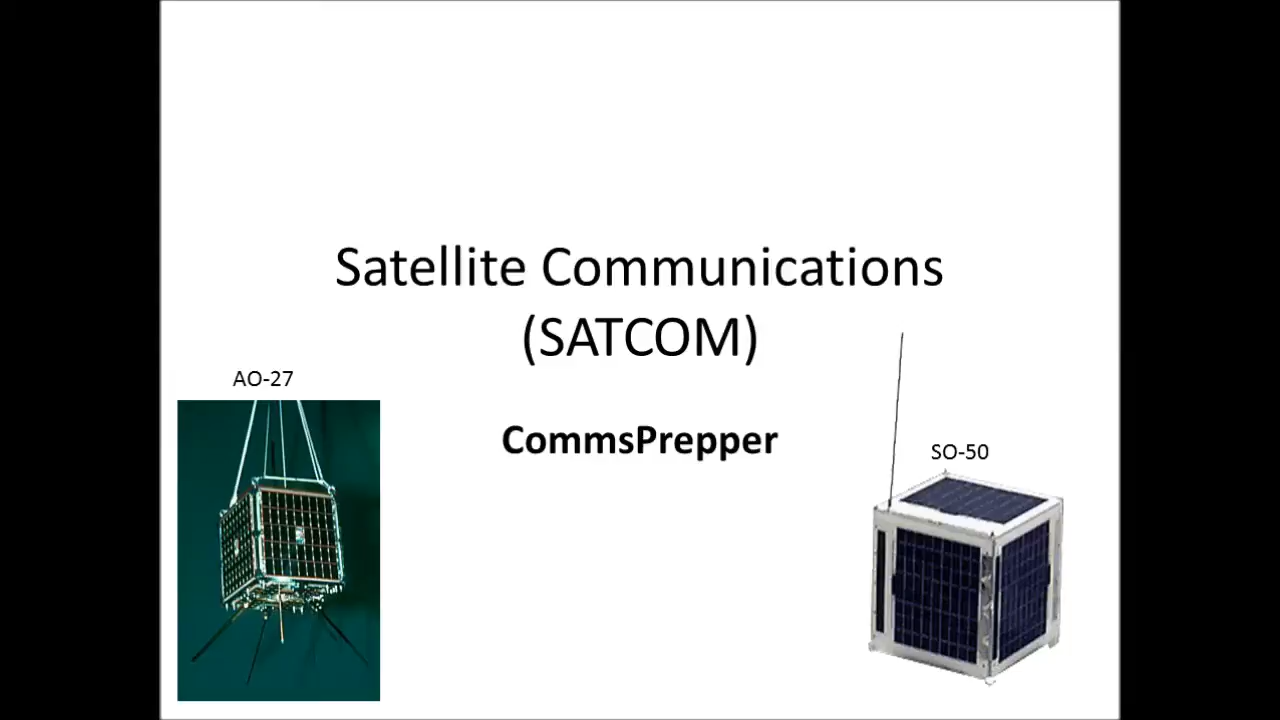 Satellite Communications
(SATCOM)
AO-27
CommsPrepper
SO-50